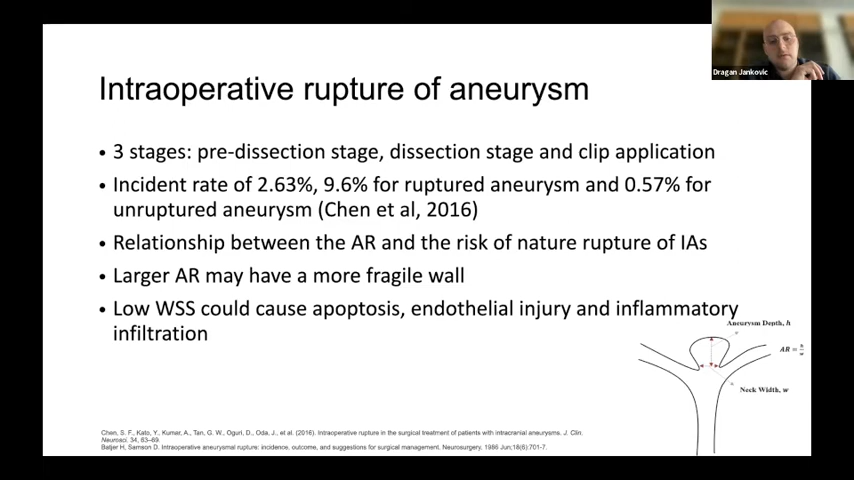 Dragan Jankovic
Intraoperative rupture of aneurysm
• 3 stages: pre-dissection stage, dissection stage and clip application
• Incident rate of 2.63%, 9.6% for ruptured aneurysm and 0.57% for
unruptured aneurysm (Chen et al, 2016)
• Relationship between the AR and the risk of nature rupture of IAs
• Larger AR may have a more fragile wall
• Low WSS could cause apoptosis, endothelial injury and inflammatory
infiltration
Aneurysm Depth, h
AR = h/w
Neck Width, w
Chen, S. F., Kato, Y., Kumar, A., Tan, G. W., Oguri, D., Oda, J., et al. (2016). Intraoperative rupture in the surgical treatment of patients with intracranial aneurysms. J. Clin.
Neurosci. 34, 63–69.
Batjer H, Samson D. Intraoperative aneurysmal rupture: incidence, outcome, and suggestions for surgical management. Neurosurgery. 1986 Jun;18(6):701-7.